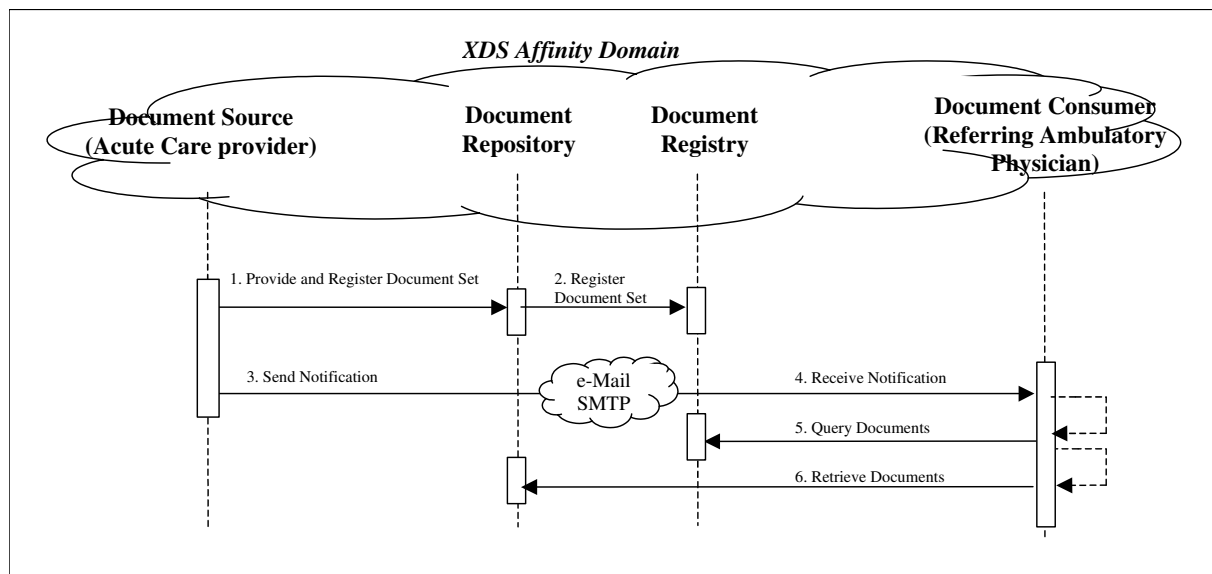 XDS Affinity Domain
Document Source
(Acute Care provider)
Document
Repository
Document
Registry
Document Consumer
(Referring Ambulatory
Physician)
1. Provide and Register Document Set
2. Register
Document Set
3. Send Notification
e-Mail
SMTP
4. Receive Notification
5. Query Documents
6. Retrieve Documents